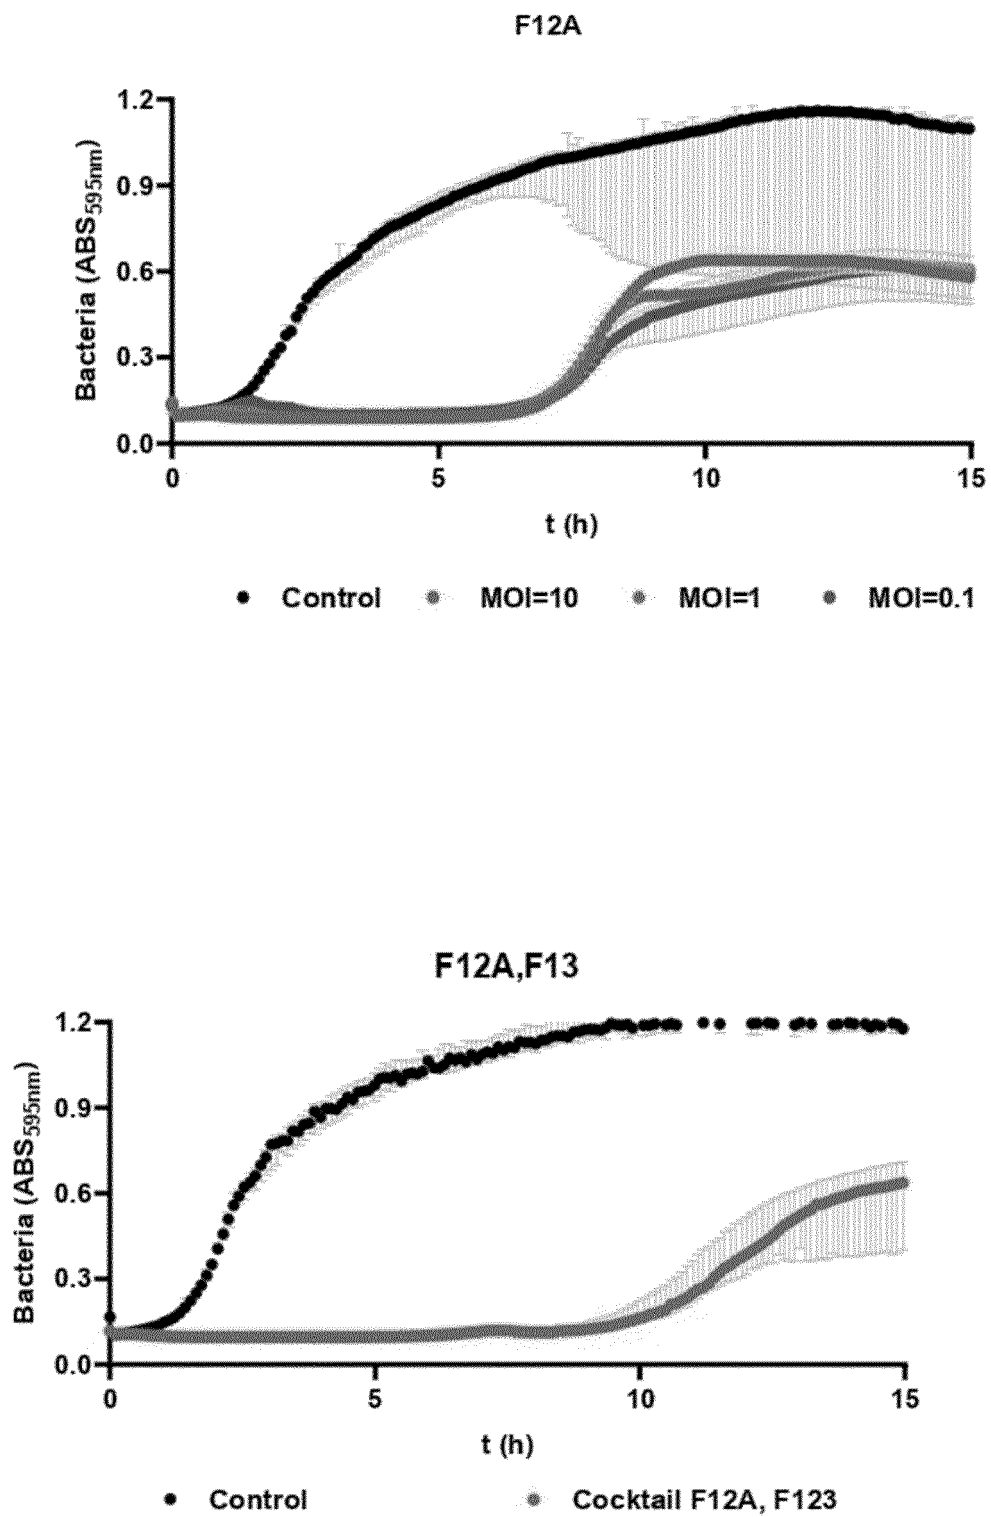 F12A
1.2
0.9
0.6
0.3
0.0
Bacteria (ABS595nm)
0 5 10 15
t (h)
Control MOI=10 MOI=1 MOI=0.1
F12A,F13
1.2
0.9
0.6
0.3
0.0
Bacteria (ABS595nm)
0 5 10 15
t (h)
Control Cocktail F12A, F123